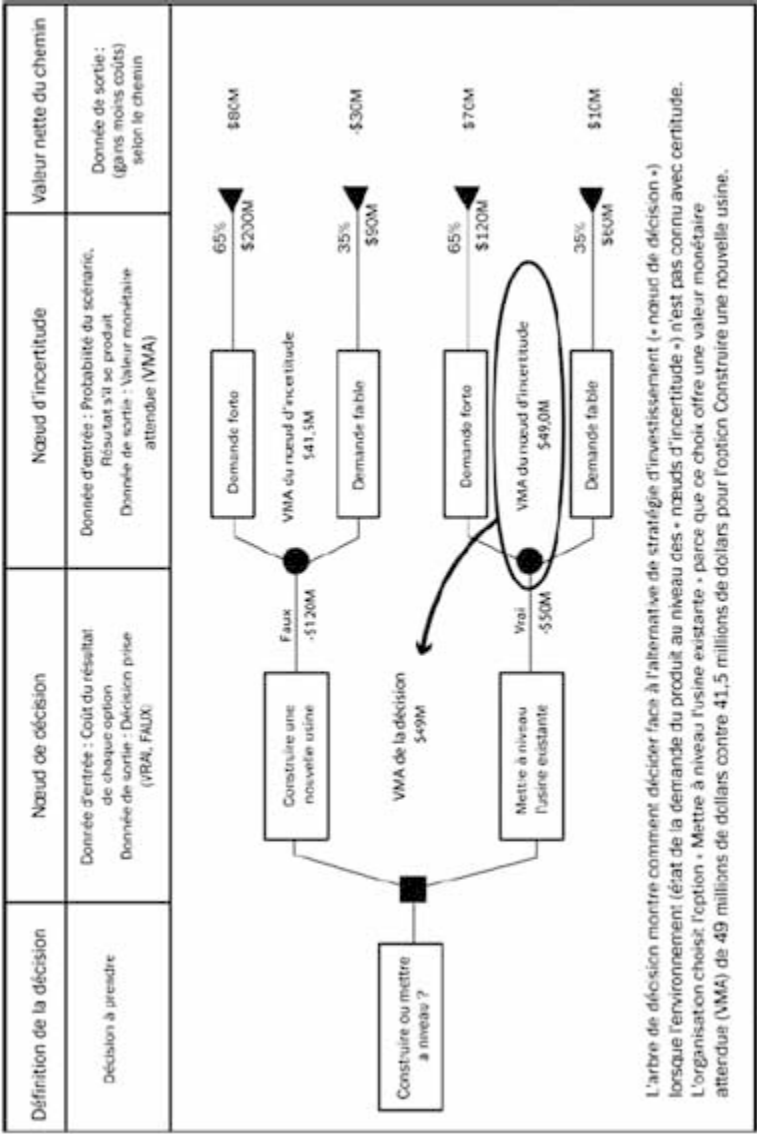 Définition de la décision
Nœud de décision
Nœud d'incertitude
Valeur nette du chemin
Décision à prendre
Donnée d'entrée : Coût du résultat
de chaque option
Donnée de sortie : Décision prise
(VRAI, FAUX)
Donnée d'entrée : Probabilité du scénario,
Résultat s'il se produit
Donnée de sortie : Valeur monétaire
attendue (VMA)
Donnée de sortie :
(gains moins coûts)
selon le chemin
Construire ou mettre
a niveau ?
Construire une
nouvelle usine
Faux
-$120M
VMA du nœud d'incertitude
$41,5M
Demande forte
65%
$200M
$80M
Demande faible
35%
$90M
-$30M
VMA de la décision
$49M
Mettre à niveau
l'usine existante
Vrai
-$50M
VMA du nœud d'incertitude
$49,0M
Demande forte
65%
$120M
$70M
Demande faible
35%
$60M
$10M
L'arbre de décision montre comment décider face à l'alternative de stratégie d'investissement (« nœud de décision »)
lorsque l'environnement (état de la demande du produit au niveau des « nœuds d'incertitude ») n'est pas connu avec certitude.
L'organisation choisit l'option « Mettre à niveau l'usine existante » parce que ce choix offre une valeur monétaire
attendue (VMA) de 49 millions de dollars contre 41,5 millions de dollars pour l'option Construire une nouvelle usine.